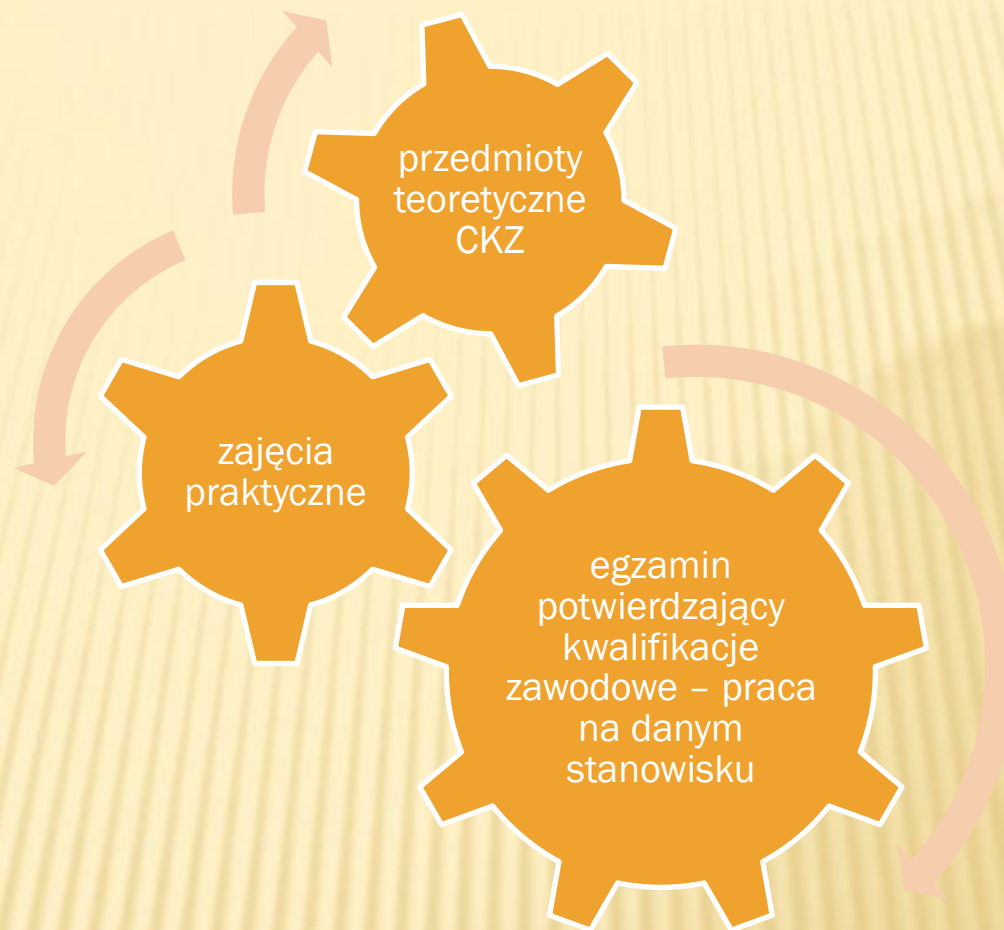 przedmioty
teoretyczne
CKZ
zajęcia
praktyczne
egzamin
potwierdzający
kwalifikacje
zawodowe – praca
na danym
stanowisku